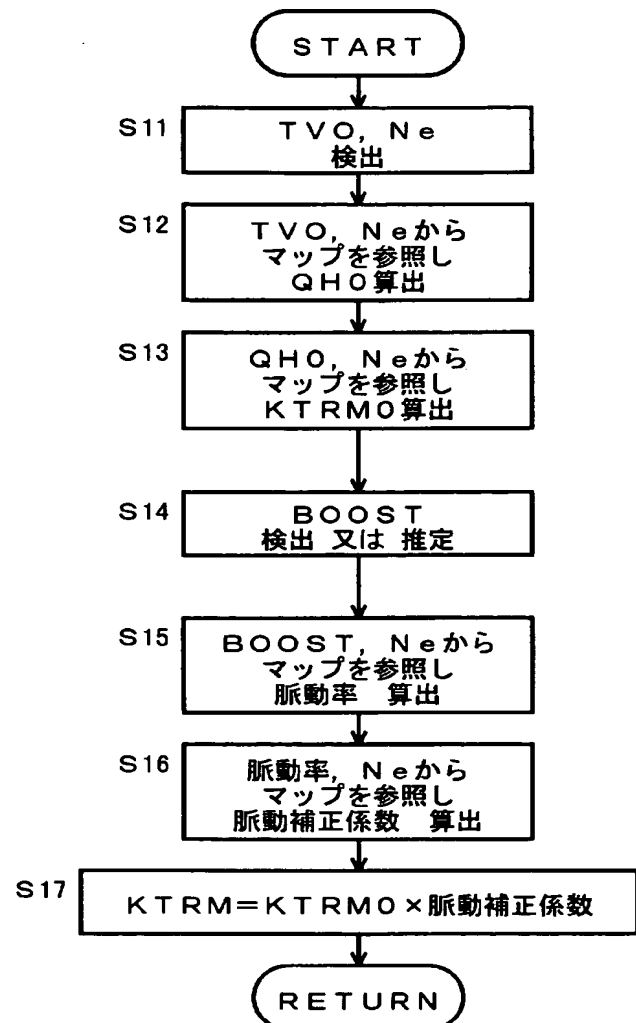 START
S11
TVO, Ne
検出
S12
TVO, Neから
マップを参照し
QH0算出
S13
QH0, Neから
マップを参照し
KTRM0算出
S14
BOOST
検出 又は 推定
S15
BOOST, Neから
マップを参照し
脈動率 算出
S16
脈動率, Neから
マップを参照し
脈動補正係数 算出
S17
KTRM=KTRM0×脈動補正係数
RETURN